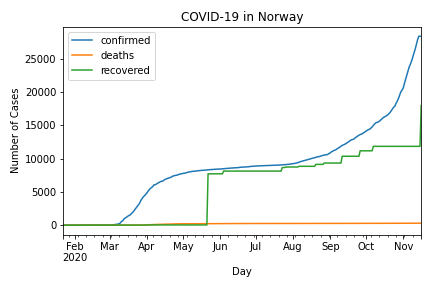 COVID-19 in Norway
confirmed
deaths
recovered
Number of Cases
25000
20000
15000
10000
5000
0
Feb Mar Apr May Jun Jul Aug Sep Oct Nov
2020
Day